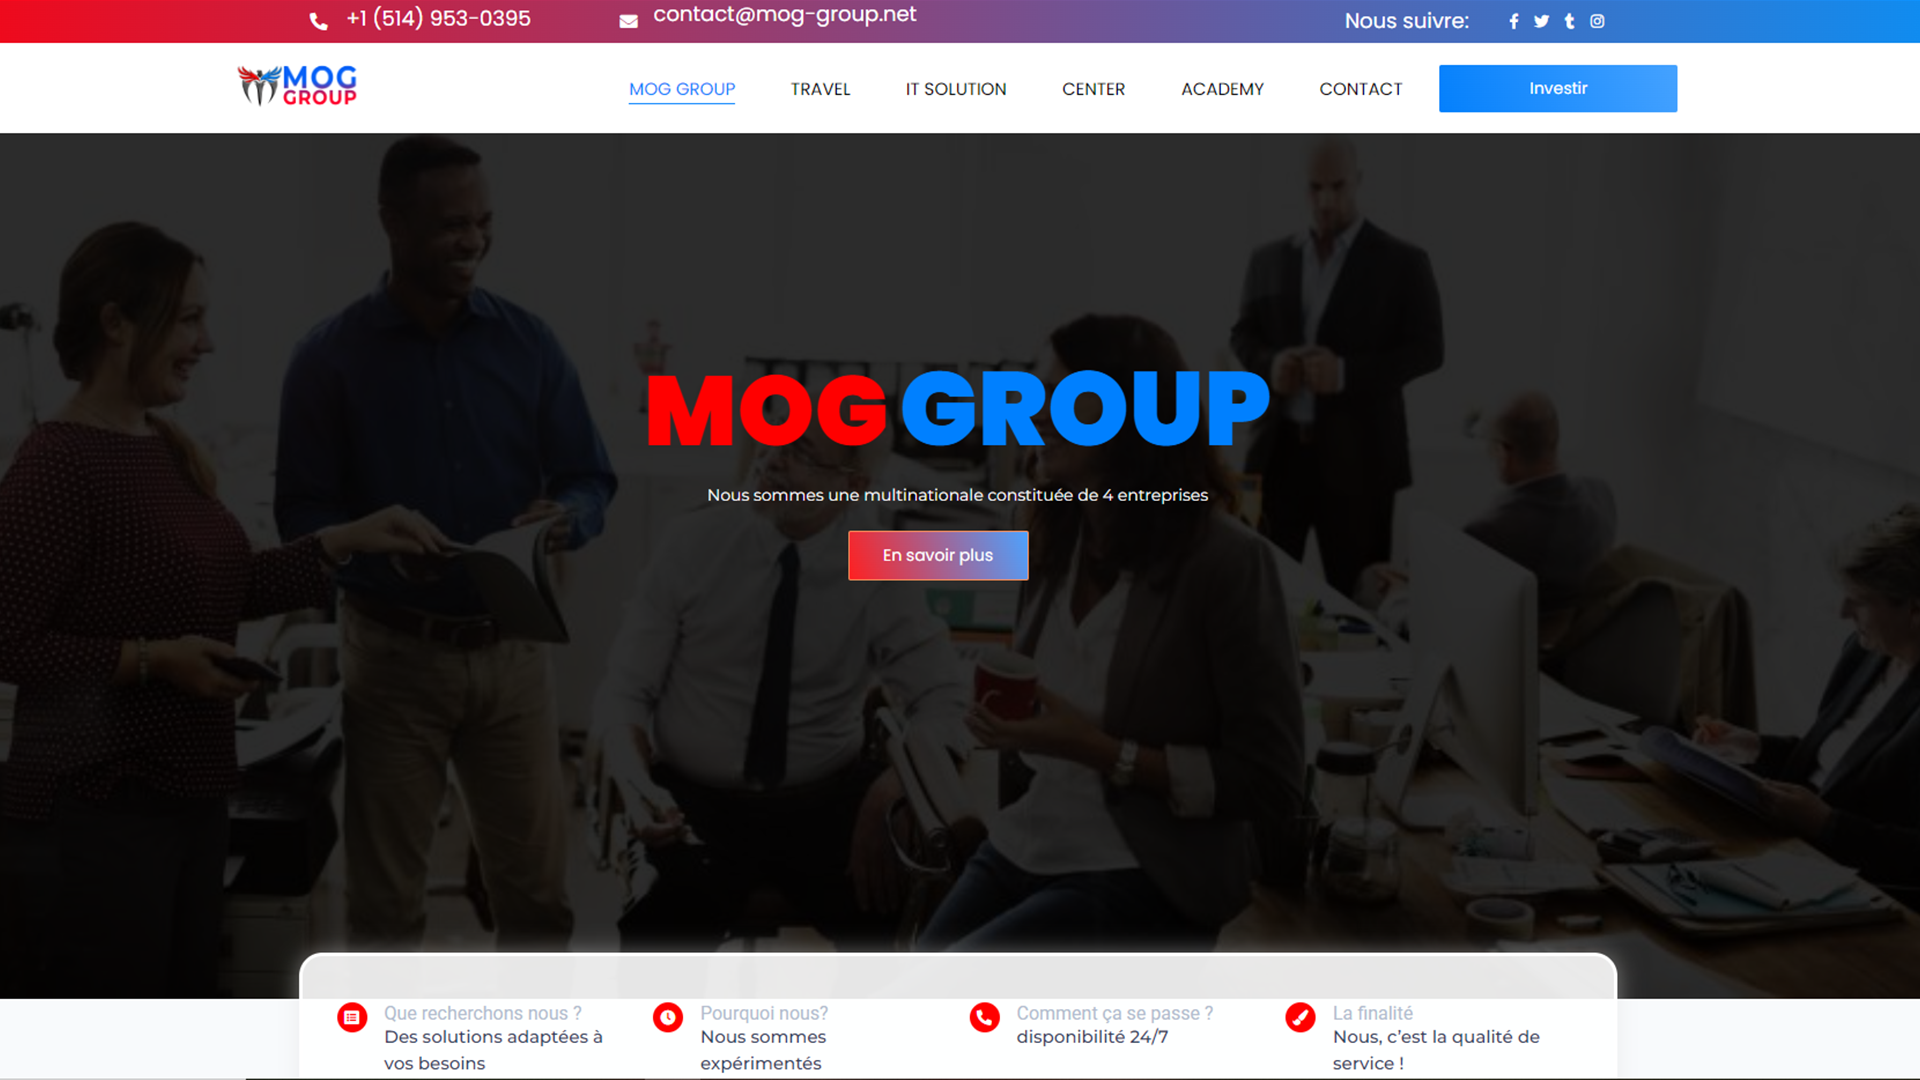 +1 (514) 953-0395
contact@mog-group.net
Nous suivre:
MOG
GROUP
MOG GROUP
TRAVEL
IT SOLUTION
CENTER
ACADEMY
CONTACT
Investir
MOG GROUP
Nous sommes une multinationale constituée de 4 entreprises
En savoir plus
Que recherchons nous ?
Des solutions adaptées à
vos besoins
Pourquoi nous?
Nous sommes
expérimentés
Comment ça se passe ?
disponibilité 24/7
La finalité
Nous, c’est la qualité de
service !